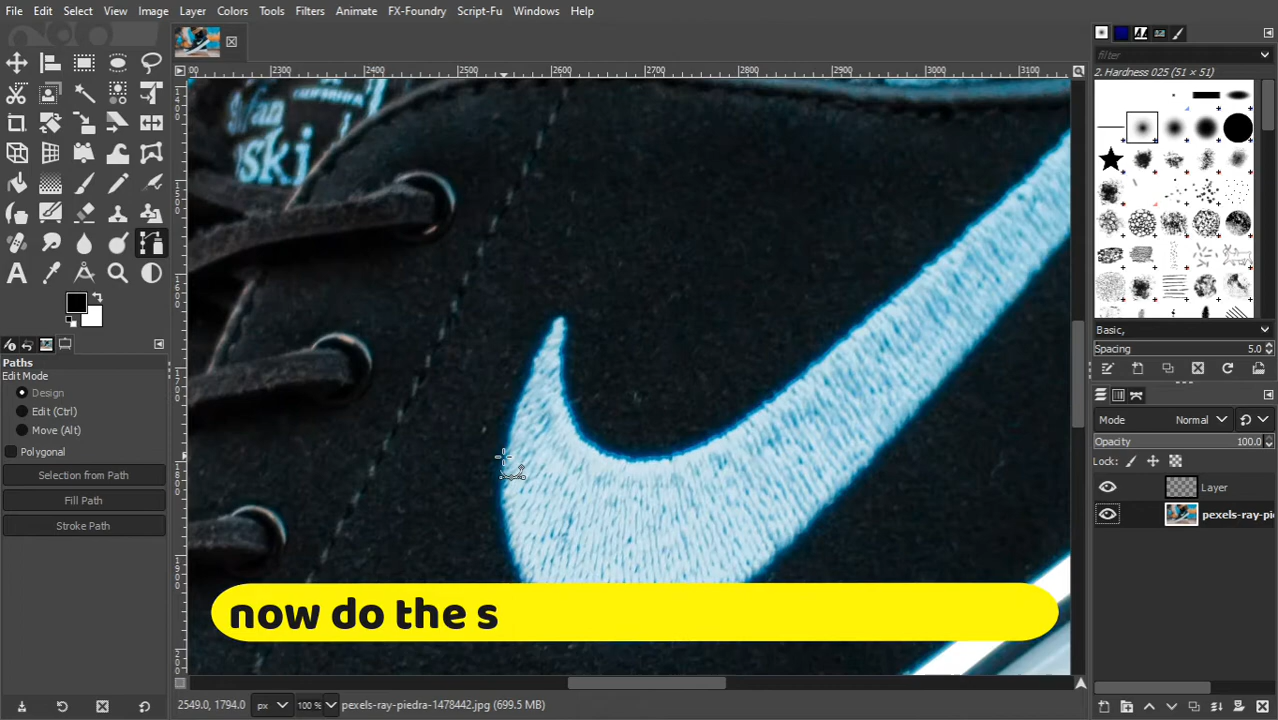 File Edit Select View Image Layer Colors Tools Filters Animate FX-Foundry Script-Fu Windows Help
filter
2. Hardness 025 (51 × 51)
2300 2400 2500 2600 2700 2800 2900 3000 3100
Paths
Edit Mode
Design
Edit (Ctrl)
Move (Alt)
Polygonal
Selection from Path
Fill Path
Stroke Path
Basic,
Spacing 5.0
Mode Normal
Opacity 100.0
Lock:
Layer
pexels-ray-pie
now do the s
2549.0, 1794.0 px 100 % pexels-ray-piedra-1478442.jpg (699.5 MB)